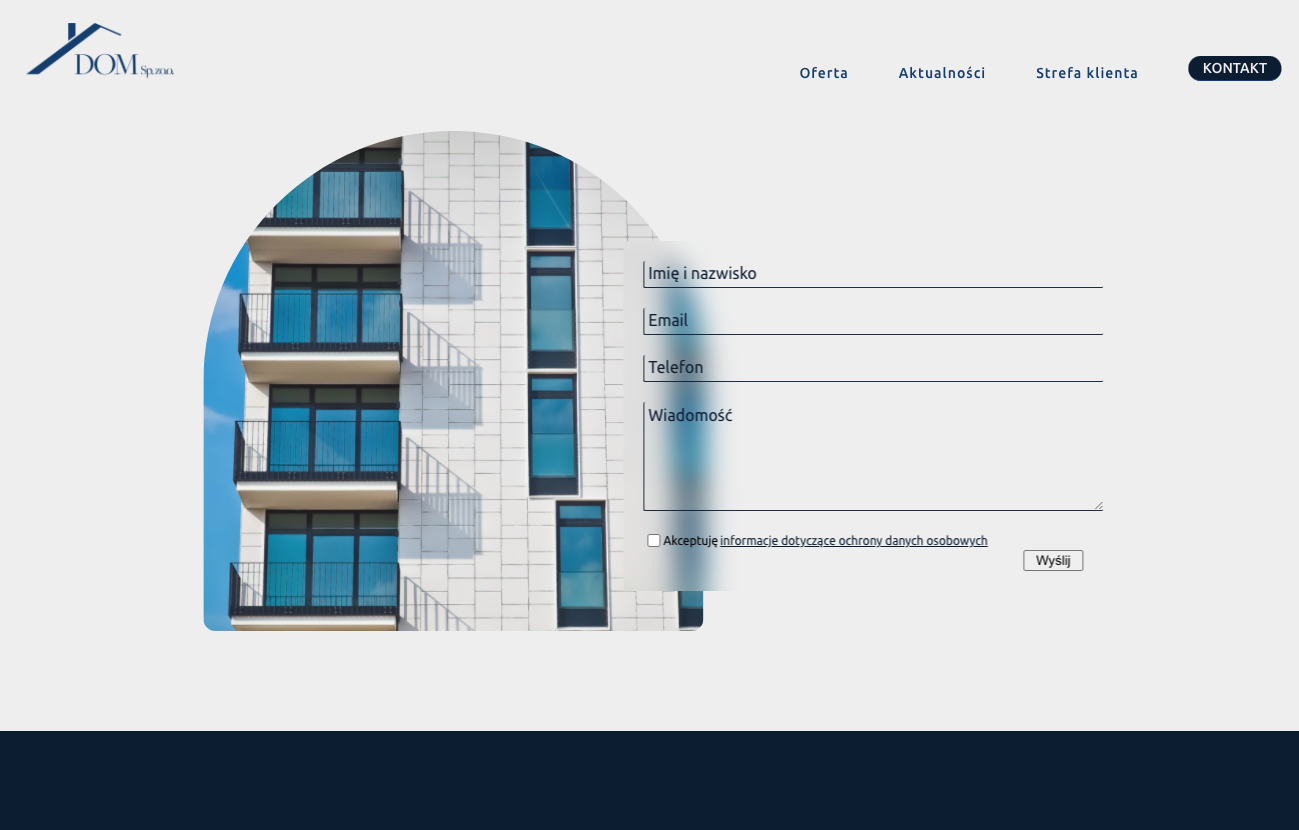 DOM Sp.zoo.
Oferta
Aktualności
Strefa klienta
KONTAKT
Imię i nazwisko
Email
Telefon
Wiadomość
Akceptuję informacje dotyczące ochrony danych osobowych
Wyślij